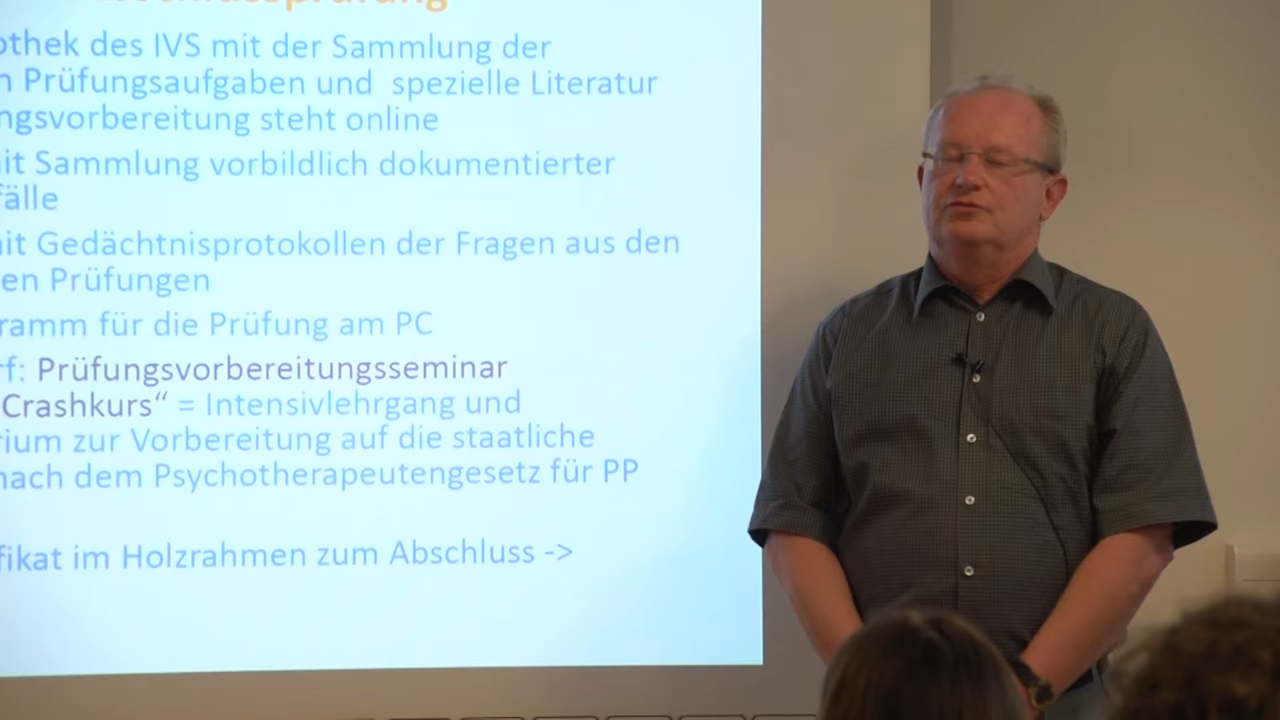 othek des IVS mit der Sammlung der
n Prüfungsaufgaben und spezielle Literatur
ngsvorbereitung steht online
it Sammlung vorbildlich dokumentierter
fälle
it Gedächtnisprotokollen der Fragen aus den
en Prüfungen
ramm für die Prüfung am PC
rf: Prüfungsvorbereitungsseminar
Crashkurs“ = Intensivlehrgang und
rium zur Vorbereitung auf die staatliche
nach dem Psychotherapeutengesetz für PP
fikat im Holzrahmen zum Abschluss ->